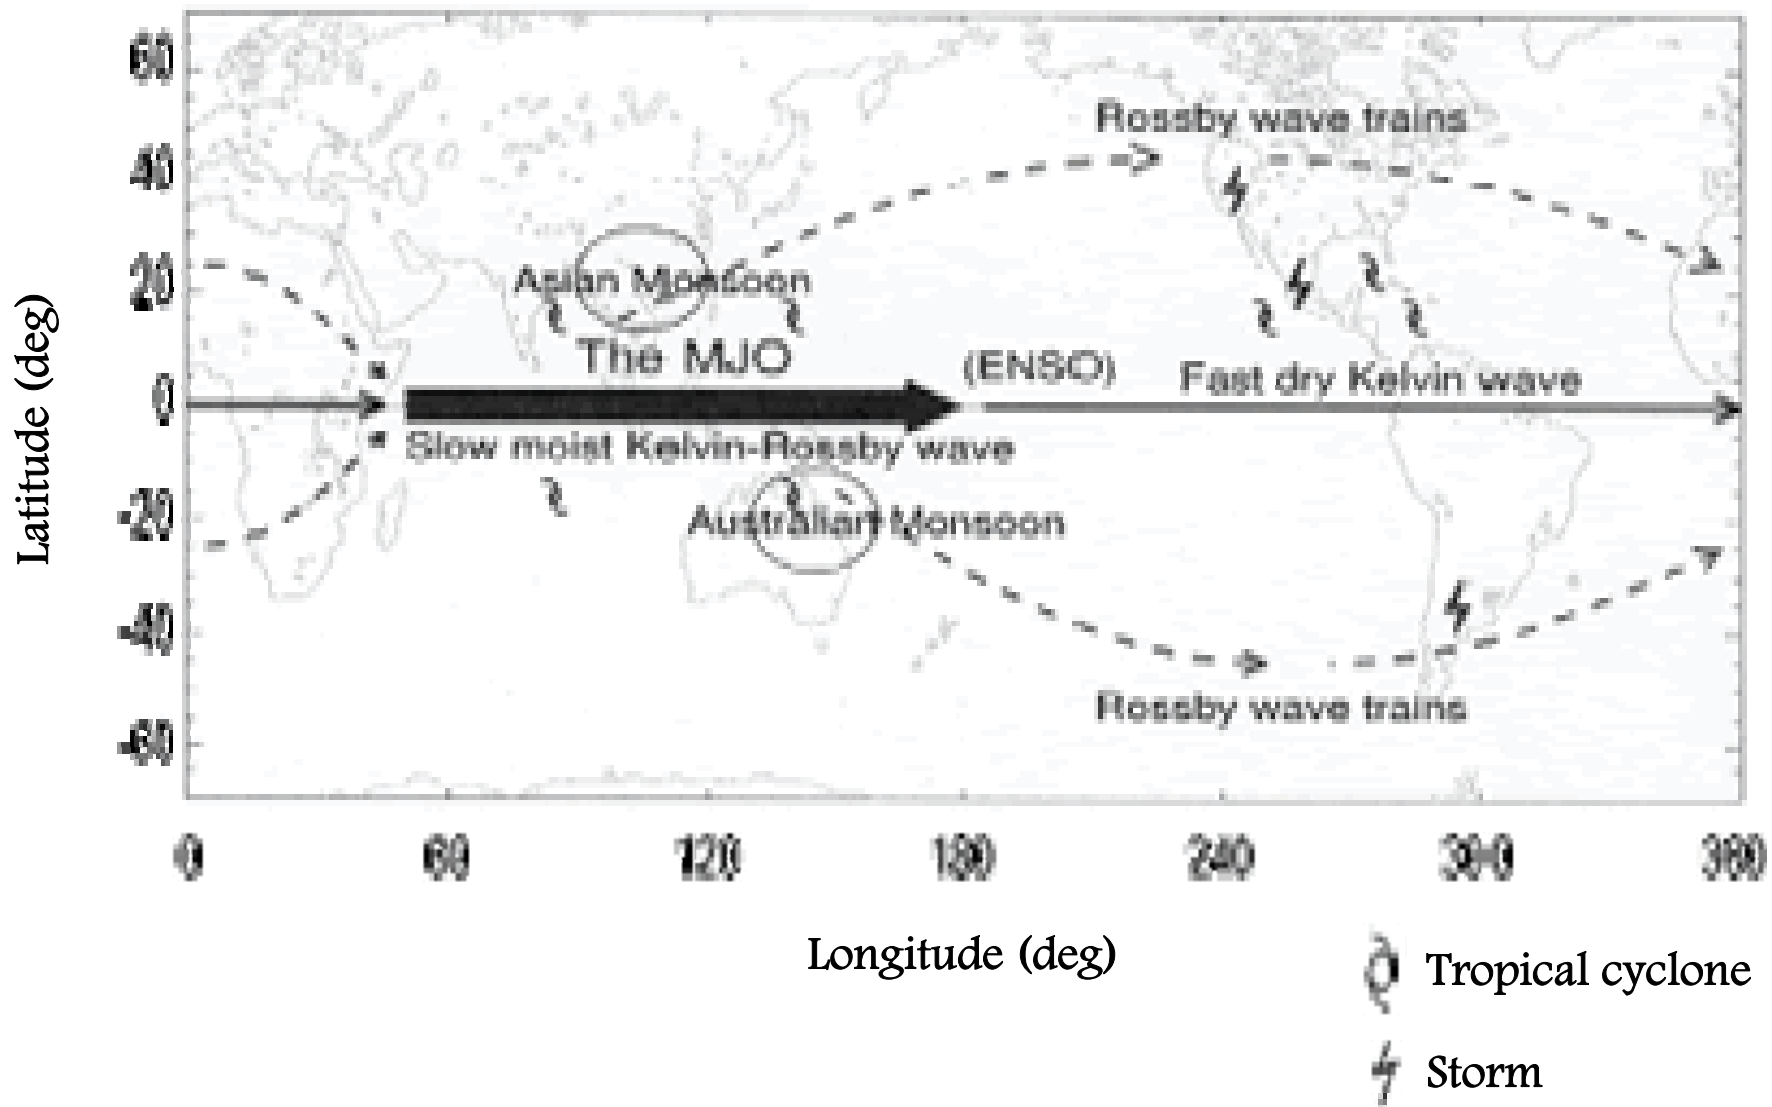 60
40
20
0
-20
-40
-60
Latitude (deg)
Rossby wave trains
Asian Monsoon
The MJO
(ENSO)
Fast dry Kelvin wave
Slow moist Kelvin-Rossby wave
Australian Monsoon
Rossby wave trains
0 60 120 180 240 300 360
Longitude (deg)
Tropical cyclone
Storm